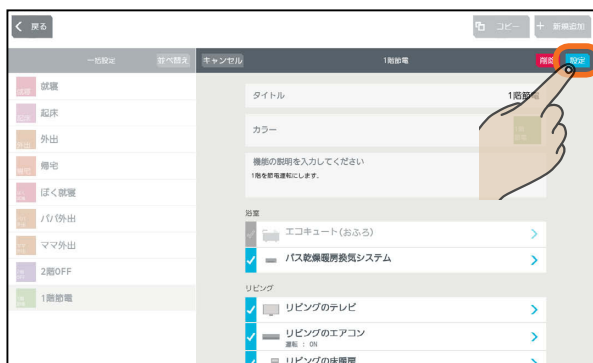 戻る
コピー
新規追加
一括設定
並べ替え
キャンセル
1階節電
削除
設定
就寝
起床
外出
帰宅
ぼく就寝
パパ外出
ママ外出
2階OFF
1階節電
タイトル
1階節電
カラー
機能の説明を入力してください
1階を節電運転にします。
浴室
エコキュート(おふろ)
バス乾燥暖房換気システム
リビング
リビングのテレビ
リビングのエアコン
運転 : ON
リビングの床暖房